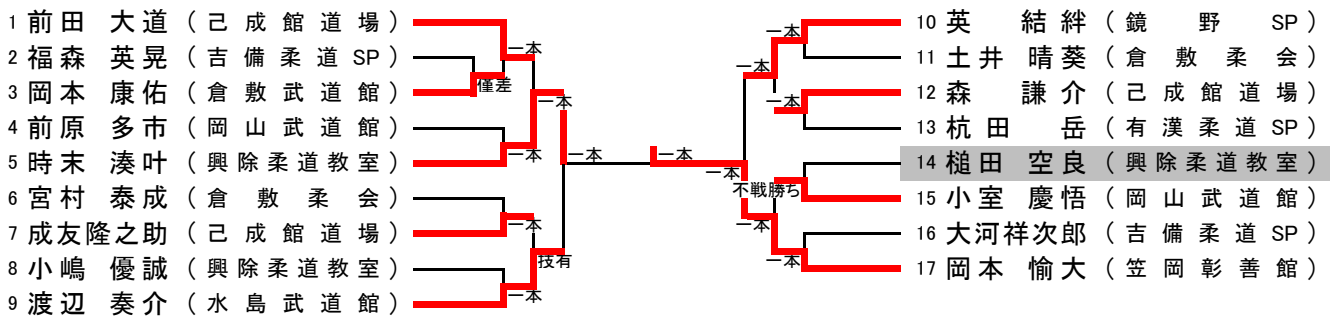 1 前田 大道 ( 己成館道場 )
2 福森 英晃 ( 吉備柔道SP )
3 岡本 康佑 ( 倉敷武道館 )
4 前原 多市 ( 岡山武道館 )
5 時末 湊叶 ( 興除柔道教室 )
6 宮村 泰成 ( 倉敷柔会 )
7 成友隆之助 ( 己成館道場 )
8 小嶋 優誠 ( 興除柔道教室 )
9 渡辺 奏介 ( 水島武道館 )
一本
僅差
一本
一本
一本
一本
技有
一本
一本
一本
一本
一本
一本
不戦勝ち
一本
一本
10 英 結絆 ( 鏡野SP )
11 土井 晴葵 ( 倉敷柔会 )
12 森 謙介 ( 己成館道場 )
13 杭田 岳 ( 有漢柔道SP )
14 槌田 空良 ( 興除柔道教室 )
15 小室 慶悟 ( 岡山武道館 )
16 大河祥次郎 ( 吉備柔道SP )
17 岡本 愉大 ( 笠岡彰善館 )